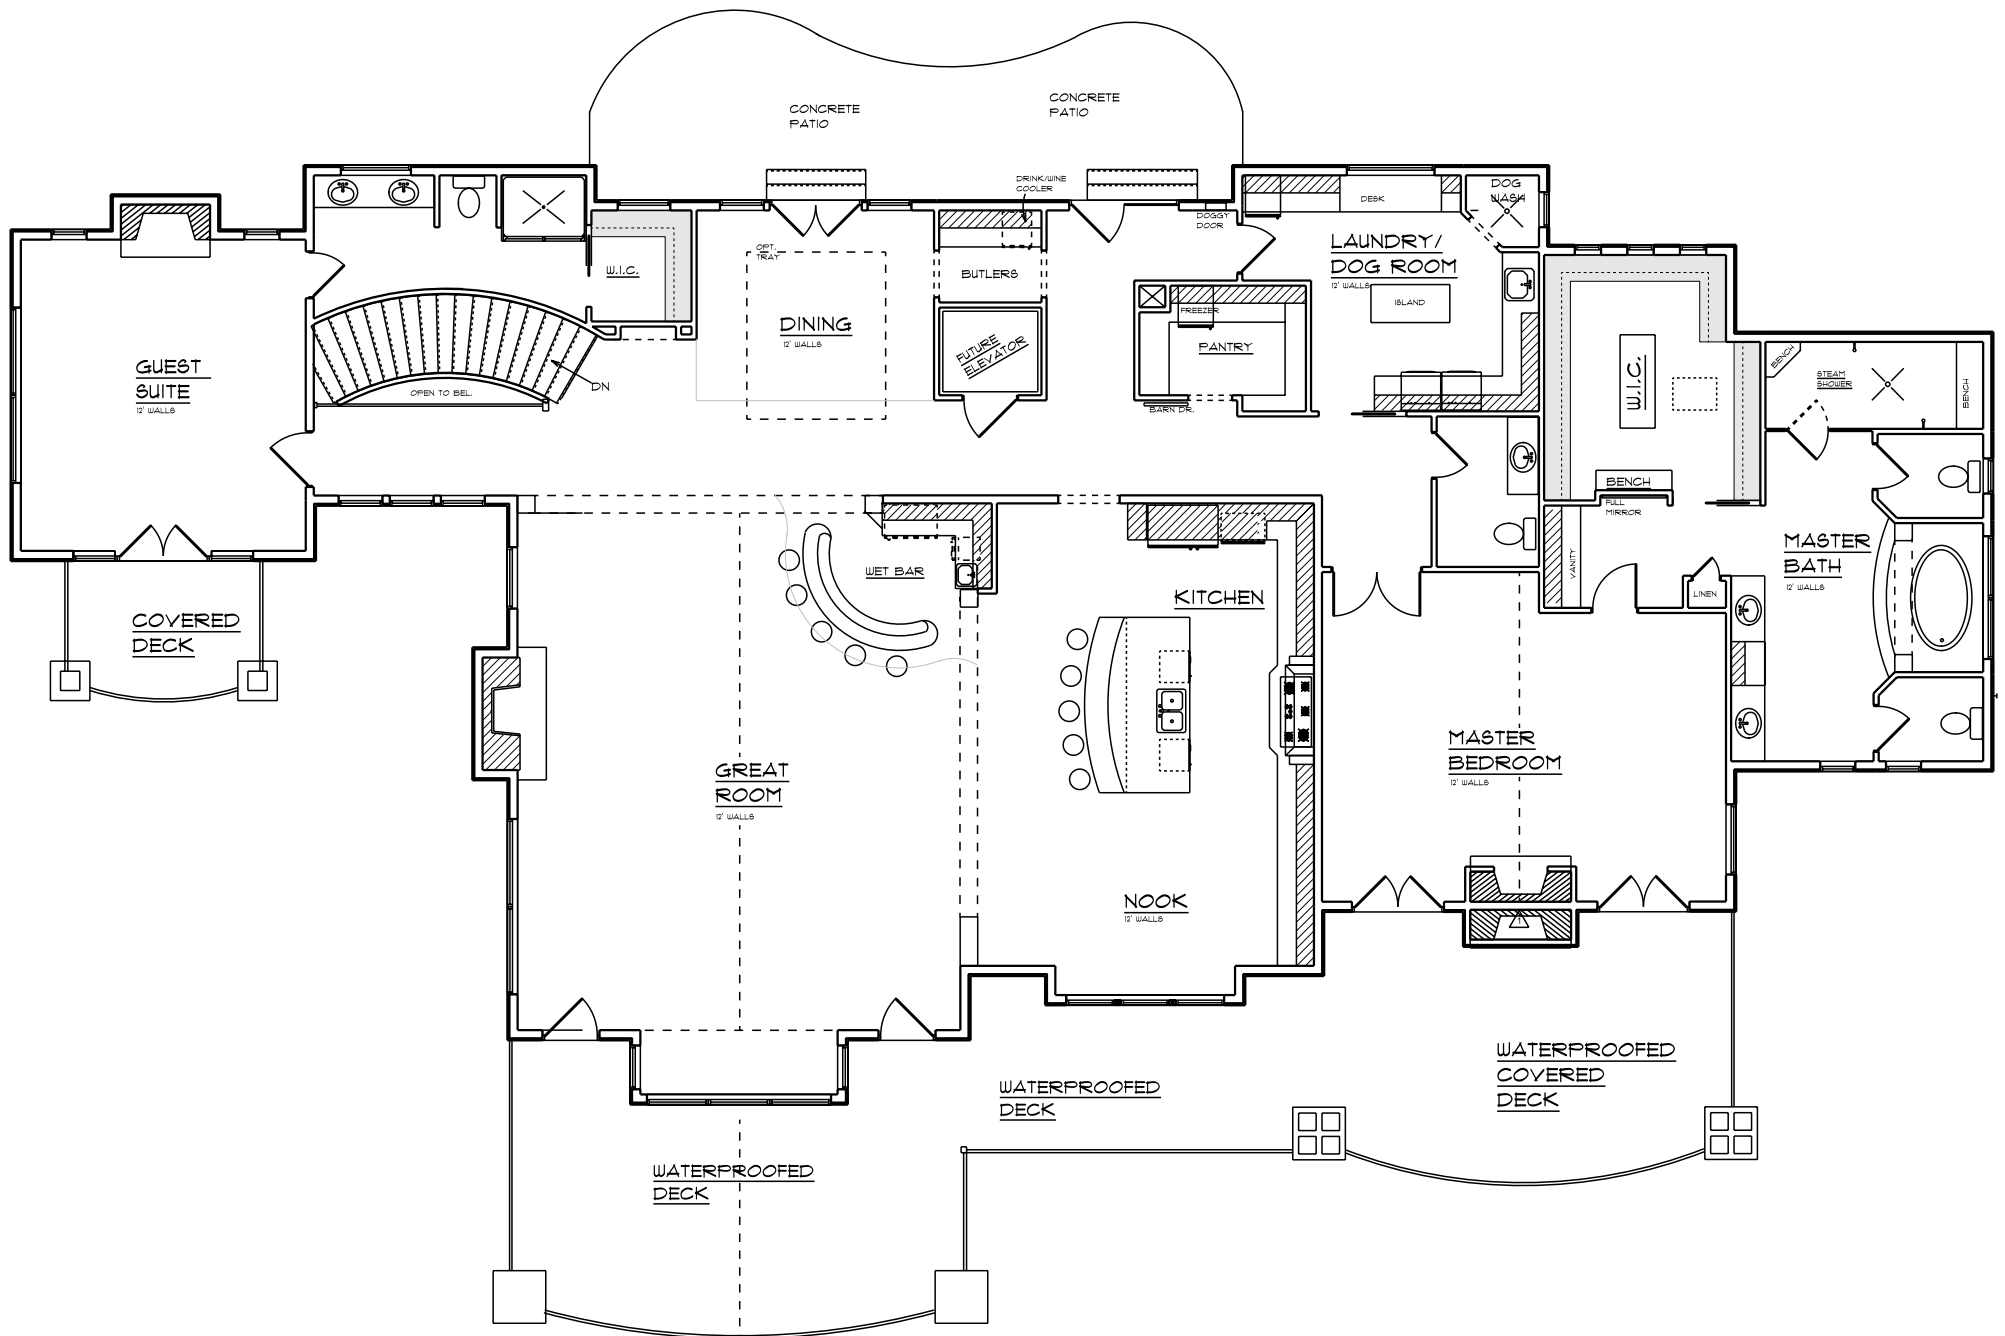 CONCRETE
PATIO
CONCRETE
PATIO
DRINK/WINE
COOLER
DOGGY
DOOR
DESK
DOG
WASH
OPT.
TRAY
W.I.C.
BUTLERS
LAUNDRY/
DOG ROOM
12' WALLS
ISLAND
FREEZER
DINING
12' WALLS
FUTURE
ELEVATOR
PANTRY
BARN DR.
GUEST
SUITE
12' WALLS
DN
OPEN TO BEL.
W.I.C.
BENCH
STEAM
SHOWER
BENCH
BENCH
FULL
MIRROR
VANITY
LINEN
MASTER
BATH
12' WALLS
WET BAR
KITCHEN
COVERED
DECK
GREAT
ROOM
12' WALLS
MASTER
BEDROOM
12' WALLS
NOOK
12' WALLS
1
WATERPROOFED
COVERED
DECK
WATERPROOFED
DECK
WATERPROOFED
DECK